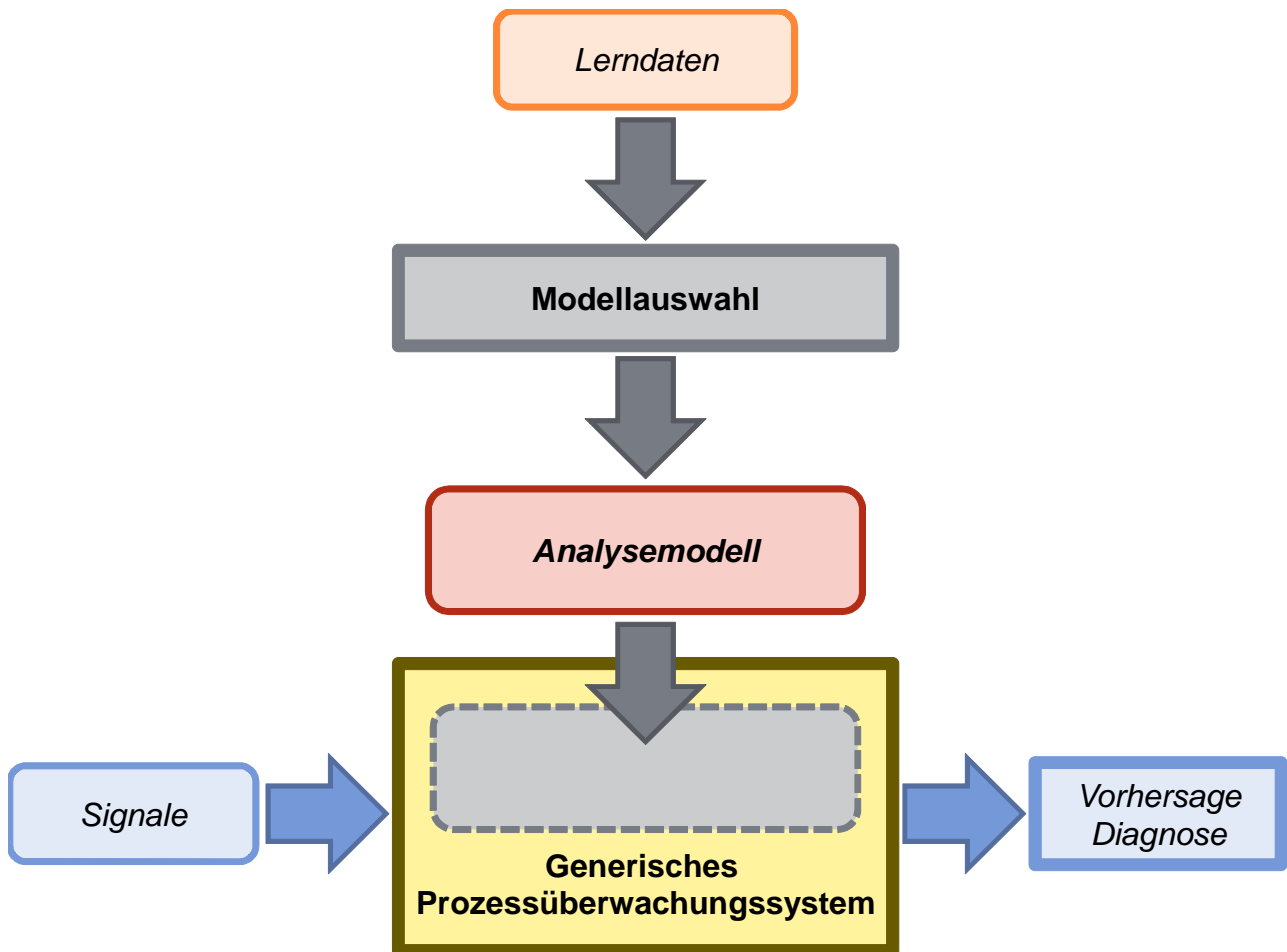 Lerndaten
Modellauswahl
Analysemodell
Signale
Generisches
Prozessüberwachungssystem
Vorhersage
Diagnose